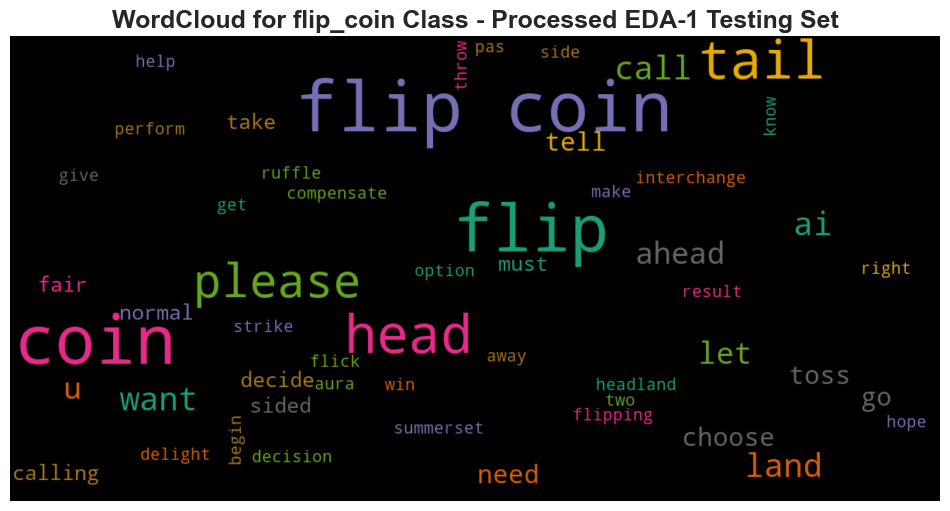 WordCloud for flip_coin Class - Processed EDA-1 Testing Set
help
throw
pas
side
call
tail
flip coin
perform
take
tell
know
give
ruffle
compensate
get
make
interchange
flip
ai
please
option
must
ahead
right
fair
normal
strike
head
result
coin
flick
away
let
u
want
decide
aura
win
headland
two
toss
go
sided
flipping
hope
summerset
choose
calling
delight
begin
decision
need
land